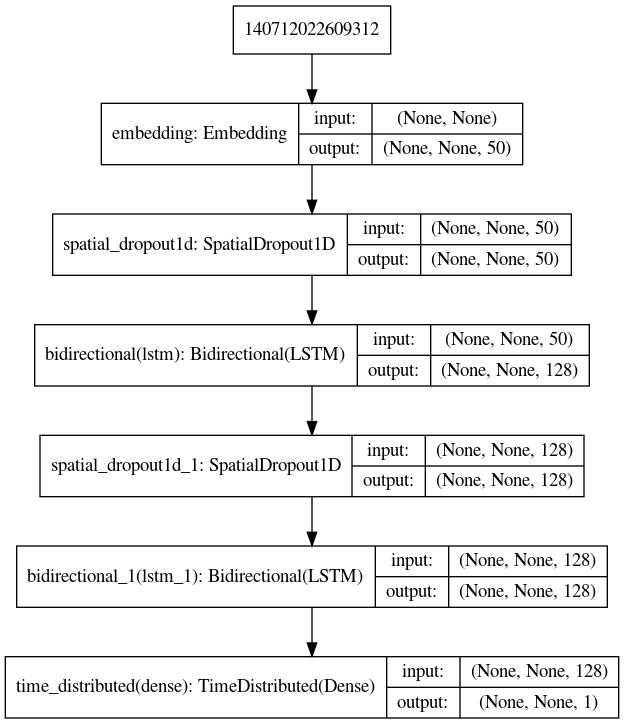 140712022609312
embedding: Embedding
input:
(None, None)
output:
(None, None, 50)
spatial_dropout1d: SpatialDropout1D
input:
(None, None, 50)
output:
(None, None, 50)
bidirectional(lstm): Bidirectional(LSTM)
input:
(None, None, 50)
output:
(None, None, 128)
spatial_dropout1d_1: SpatialDropout1D
input:
(None, None, 128)
output:
(None, None, 128)
bidirectional_1(lstm_1): Bidirectional(LSTM)
input:
(None, None, 128)
output:
(None, None, 128)
time_distributed(dense): TimeDistributed(Dense)
input:
(None, None, 128)
output:
(None, None, 1)